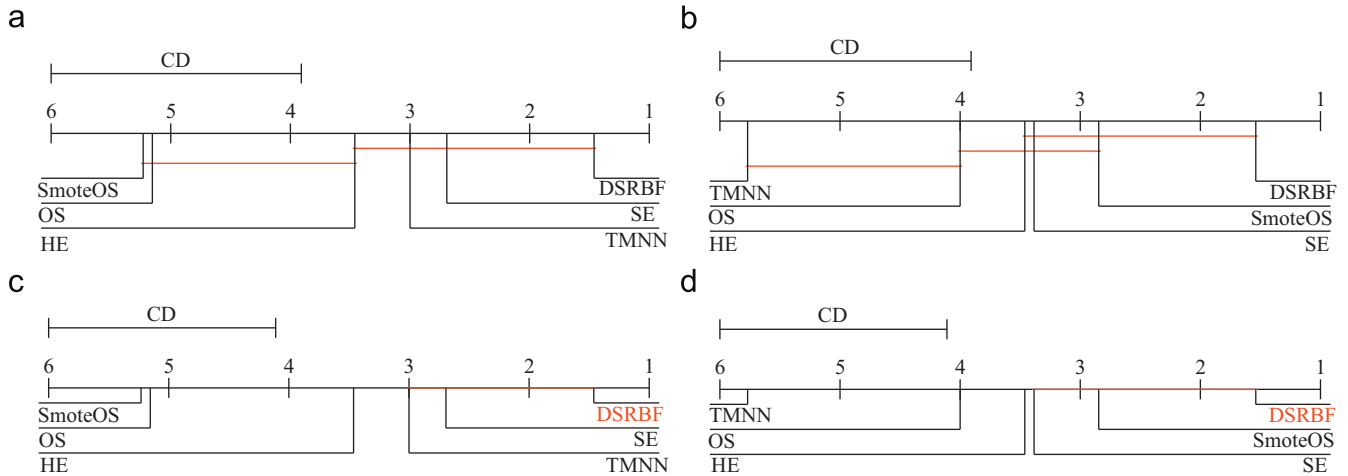 a
CD
6 5 4 3 2 1
SmoteOS DSRBF
OS SE
HE TMNN
b
CD
6 5 4 3 2 1
TMNN DSRBF
OS SmoteOS
HE SE
c
CD
6 5 4 3 2 1
SmoteOS DSRBF
OS SE
HE TMNN
d
CD
6 5 4 3 2 1
TMNN DSRBF
OS SmoteOS
HE SE